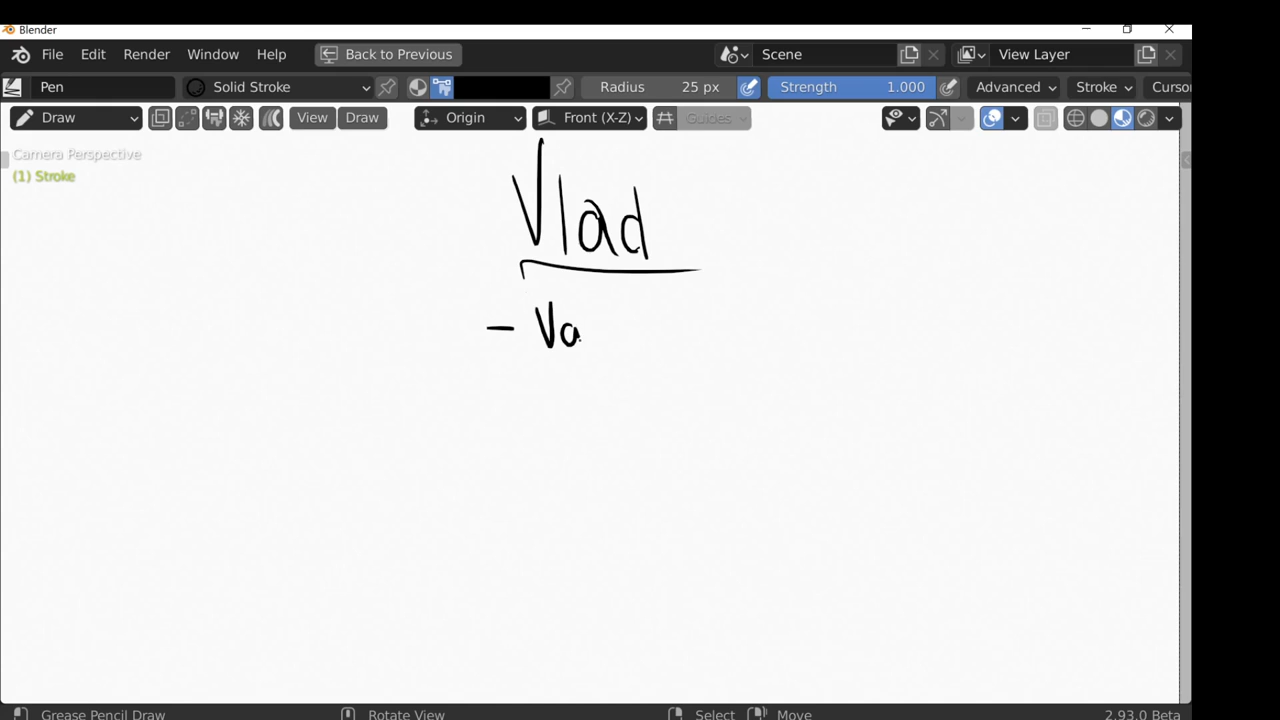 Blender
File Edit Render Window Help Back to Previous Scene View Layer
Pen Solid Stroke Radius 25 px Strength 1.000 Advanced Stroke Cursor
Draw View Draw Origin Front (X-Z) Guides
Camera Perspective
(1) Stroke
Vlad
- Va
Grease Pencil Draw Rotate View Select Move 2.93.0 Beta